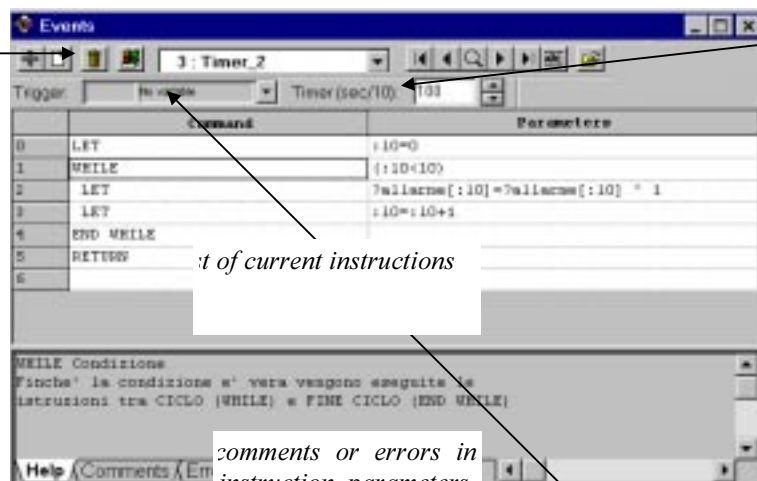 Events
3 : Timer_2
Trigger: No variable Timer (sec/10): 100
Command Parameters
0 LET :10=0
1 WHILE (:10<10)
2 LET ?allarme[:10]=?allarme[:10] ^ 1
3 LET :10=:10+1
4 END WHILE
5 RETURN
6
st of current instructions
WHILE Condizione
Finche' la condizione e' vera vengono eseguite le
istruzioni tra CICLO (WHILE) e FINE CICLO (END WHILE)
comments or errors in
instruction parameters.
Help Comments Err